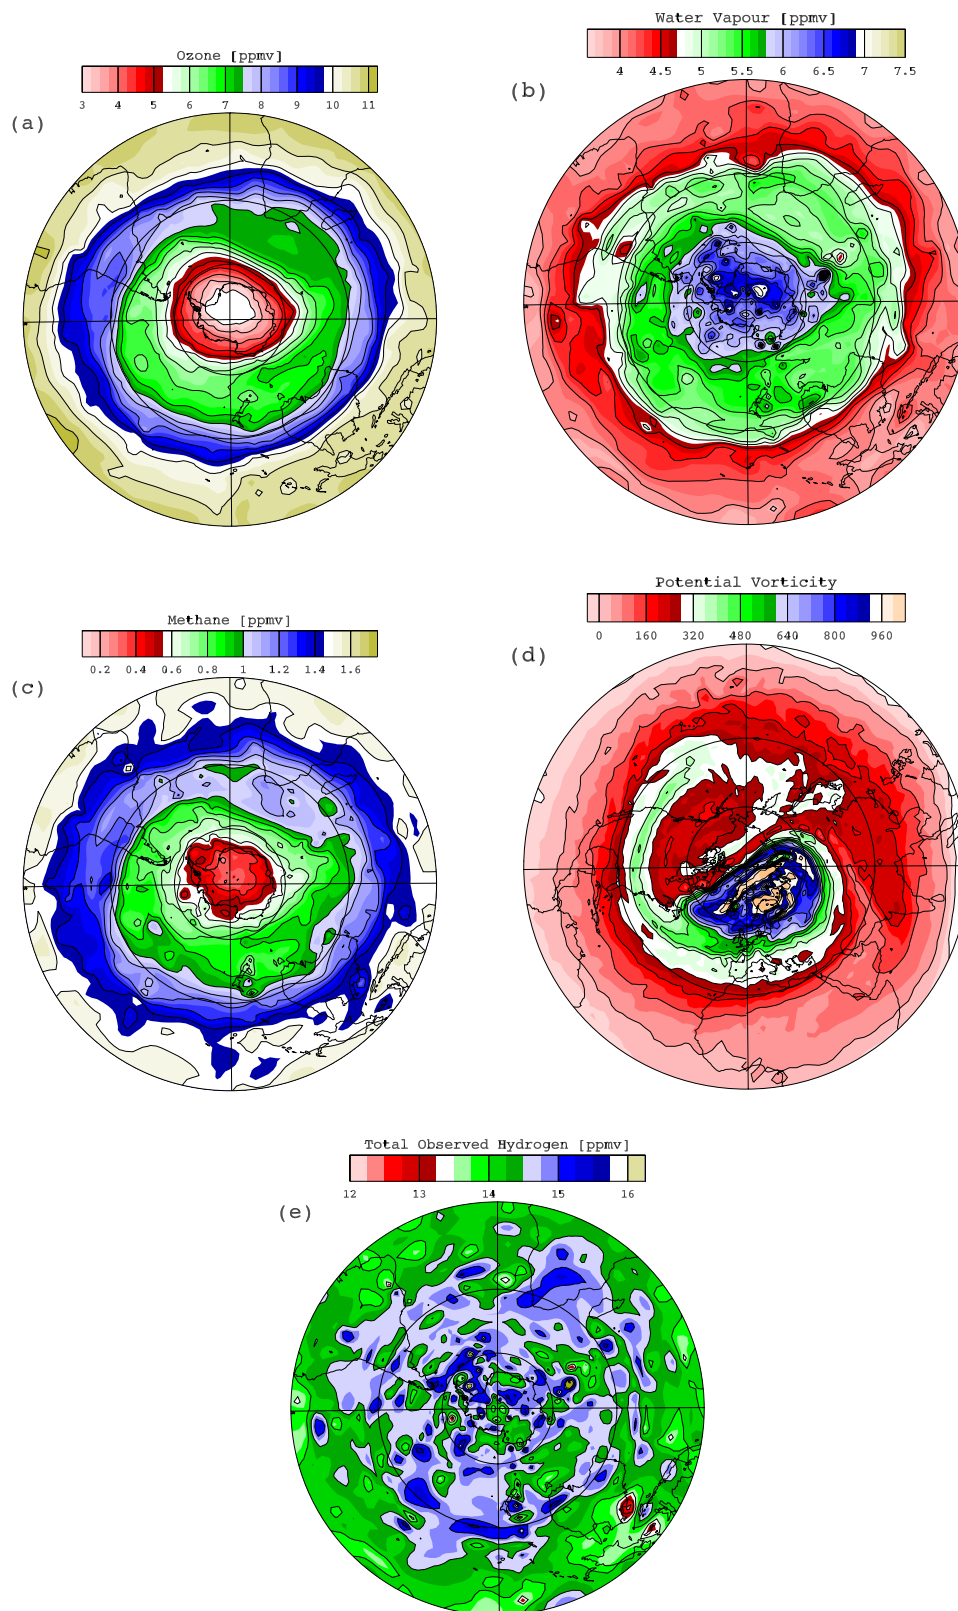 Water Vapour [ppmv]
4 4.5 5 5.5 6 6.5 7 7.5
Ozone [ppmv]
3 4 5 6 7 8 9 10 11
(a)
(b)
Potential Vorticity
0 160 320 480 640 800 960
Methane [ppmv]
0.2 0.4 0.6 0.8 1 1.2 1.4 1.6
(c)
(d)
Total Observed Hydrogen [ppmv]
12 13 14 15 16
(e)